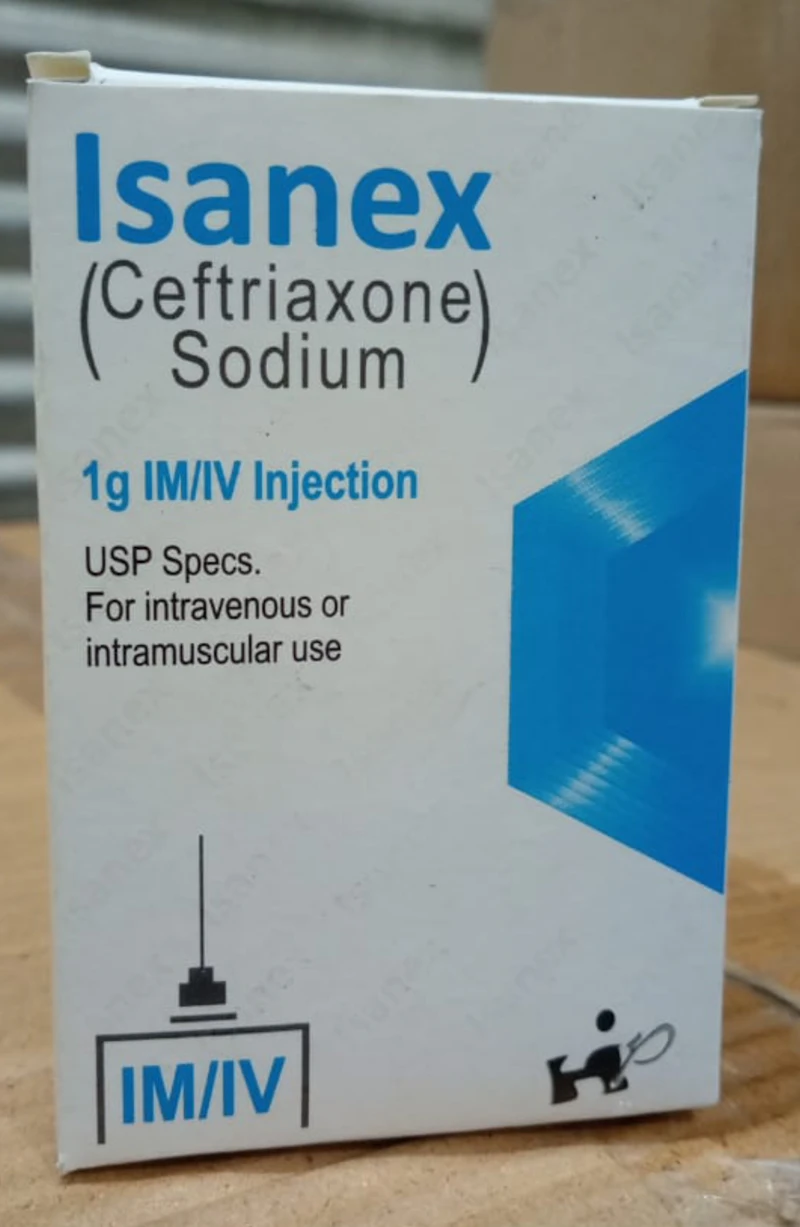 Isanex
(Ceftriaxone)
Sodium
1g IM/IV Injection
USP Specs.
For intravenous or
intramuscular use
IM/IV